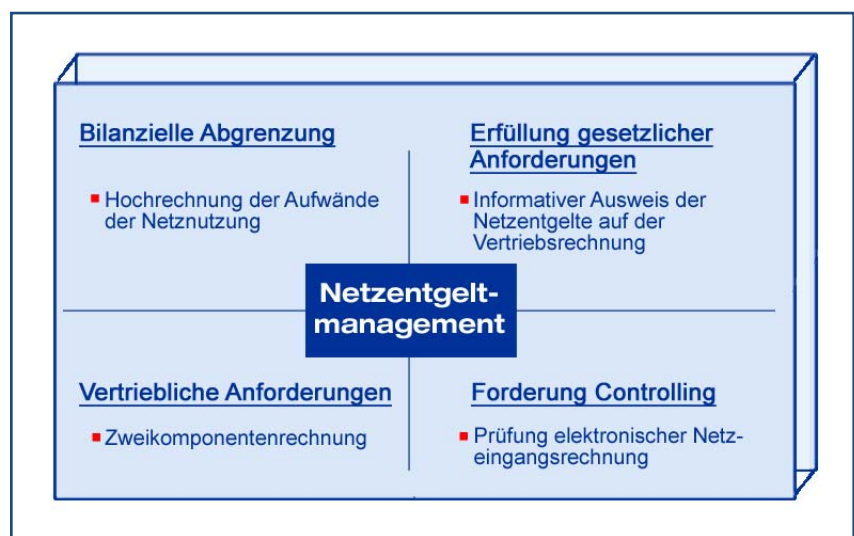 Bilanzielle Abgrenzung
Hochrechnung der Aufwände
der Netznutzung
Erfüllung gesetzlicher
Anforderungen
Informativer Ausweis der
Netzentgelte auf der
Vertriebsrechnung
Netzentgelt-
management
Vertriebliche Anforderungen
Zweikomponentenrechnung
Forderung Controlling
Prüfung elektronischer Netz-
eingangsrechnung